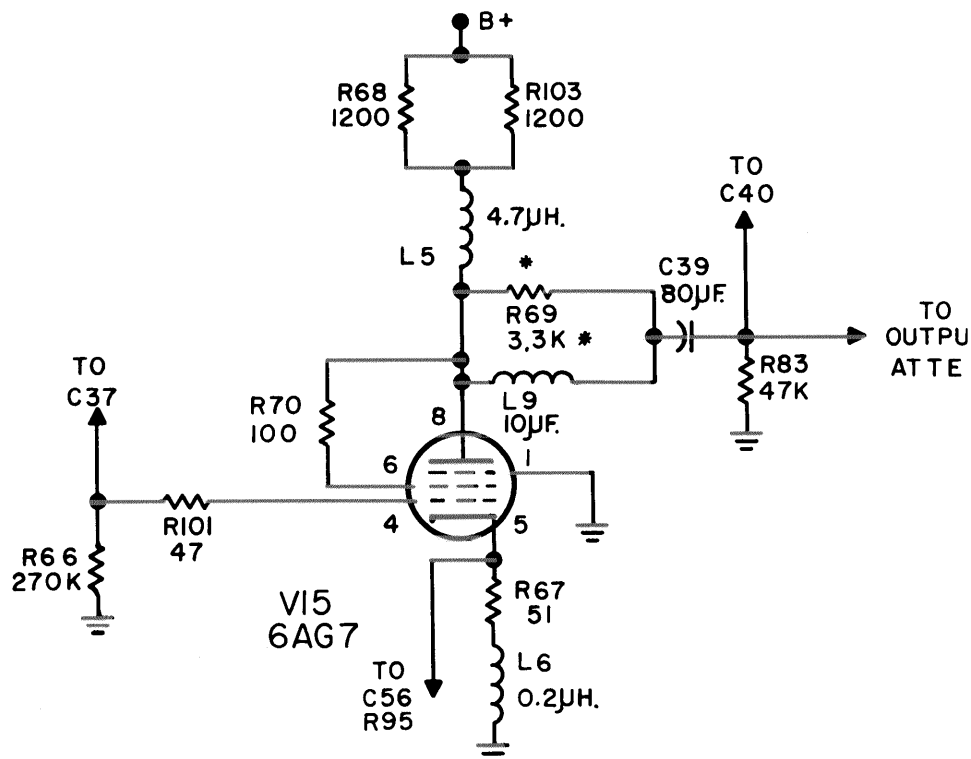 B+
R68
1200
R103
1200
TO
C40
4.7µH.
L5
*
C39
80µF.
R69
3.3K *
TO
OUTPU
ATTE
TO
C37
R83
47K
R70
100
L9
10µF.
8
1
6
4
5
R101
47
R66
270K
R67
51
V15
6AG7
TO
C56
R95
L6
0.2µH.